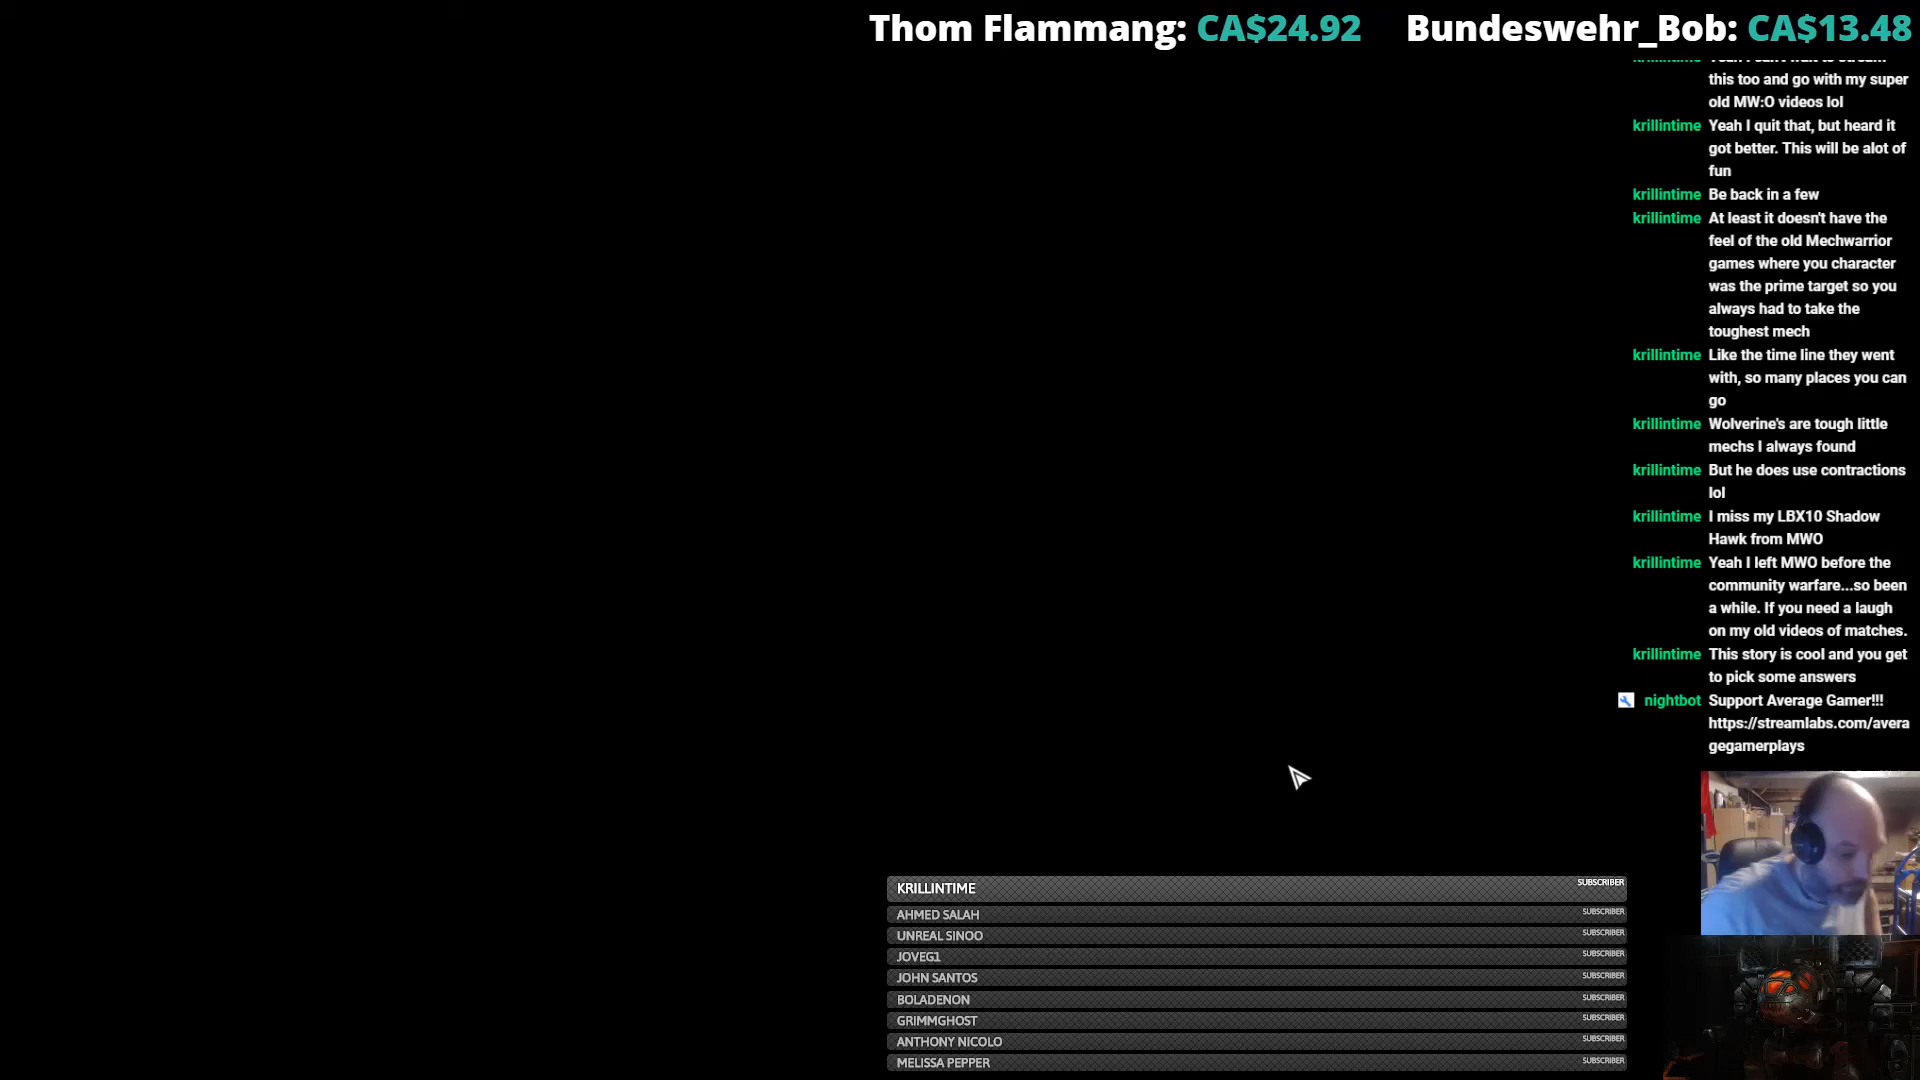 Thom Flammang: CA$24.92 Bundeswehr_Bob: CA$13.48
this too and go with my super
old MW:O videos lol
krillintime Yeah I quit that, but heard it
got better. This will be alot of
fun
krillintime Be back in a few
krillintime At least it doesn't have the
feel of the old Mechwarrior
games where you character
was the prime target so you
always had to take the
toughest mech
krillintime Like the time line they went
with, so many places you can
go
krillintime Wolverine's are tough little
mechs I always found
krillintime But he does use contractions
lol
krillintime I miss my LBX10 Shadow
Hawk from MWO
krillintime Yeah I left MWO before the
community warfare...so been
a while. If you need a laugh
on my old videos of matches.
krillintime This story is cool and you get
to pick some answers
nightbot Support Average Gamer!!!
https://streamlabs.com/avera
gegamerplays
KRILLINTIME SUBSCRIBER
AHMED SALAH SUBSCRIBER
UNREAL SINOO SUBSCRIBER
JOVEG1 SUBSCRIBER
JOHN SANTOS SUBSCRIBER
BOLADENON SUBSCRIBER
GRIMMGHOST SUBSCRIBER
ANTHONY NICOLO SUBSCRIBER
MELISSA PEPPER SUBSCRIBER